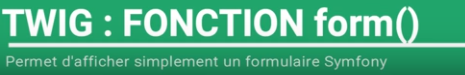 TWIG : FONCTION form()
Permet d'afficher simplement un formulaire Symfony